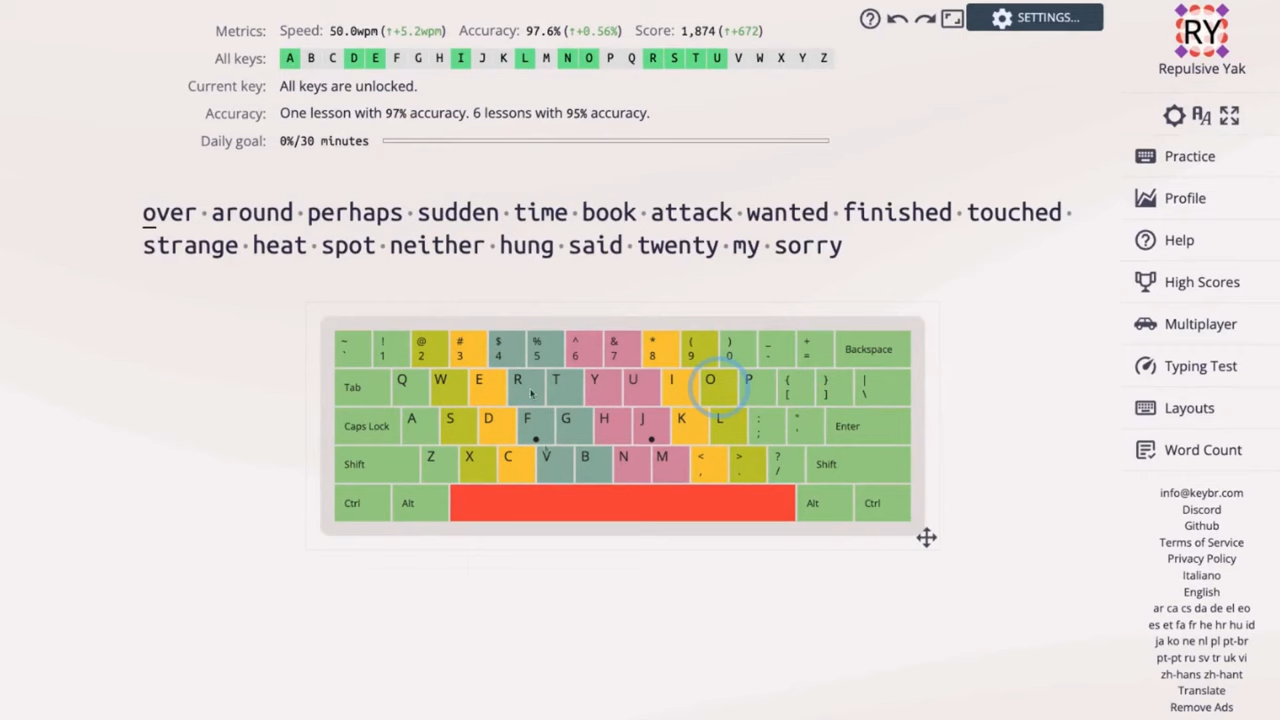 Metrics: Speed: 50.0wpm (↑+5.2wpm) Accuracy: 97.6% (↑+0.56%) Score: 1,874 (↑+672)
All keys: A B C D E F G H I J K L M N O P Q R S T U V W X Y Z
Current key: All keys are unlocked.
Accuracy: One lesson with 97% accuracy. 6 lessons with 95% accuracy.
Daily goal: 0%/30 minutes
SETTINGS...
RY
Repulsive Yak
Practice
Profile
Help
High Scores
Multiplayer
Typing Test
Layouts
Word Count
info@keybr.com
Discord
Github
Terms of Service
Privacy Policy
Italiano
English
ar ca cs da de el eo
es et fa fr he hr hu id
ja ko ne nl pl pt-br
pt-pt ru sv tr uk vi
zh-hans zh-hant
Translate
Remove Ads
over·around·perhaps·sudden·time·book·attack·wanted·finished·touched·
strange·heat·spot·neither·hung·said·twenty·my·sorry
~ ! @ # $ % ^ & * ( ) _ +
` 1 2 3 4 5 6 7 8 9 0 - = Backspace
Tab Q W E R T Y U I O P { } |
[ ] \
Caps Lock A S D F G H J K L : " Enter
; '
Shift Z X C V B N M < > ? Shift
, . /
Ctrl Alt Alt Ctrl